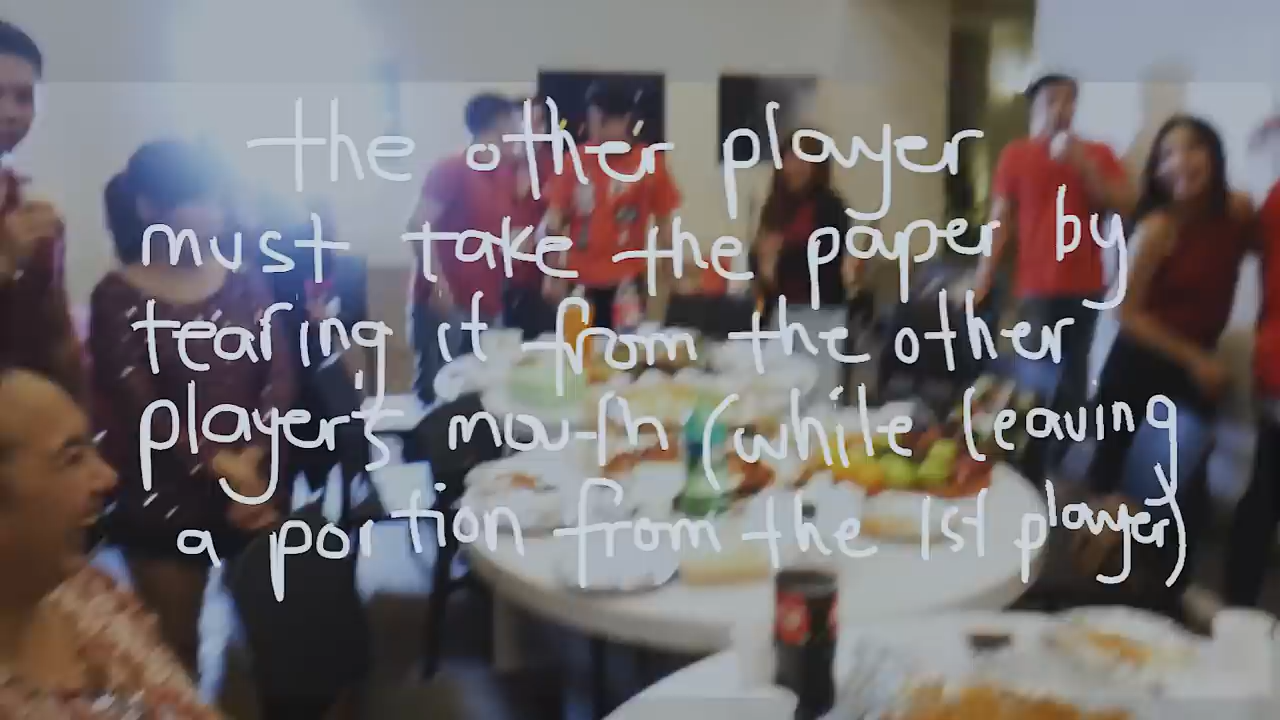 the other player
must take the paper by
tearing it from the other
player's mouth (while leaving
a portion from the 1st player)